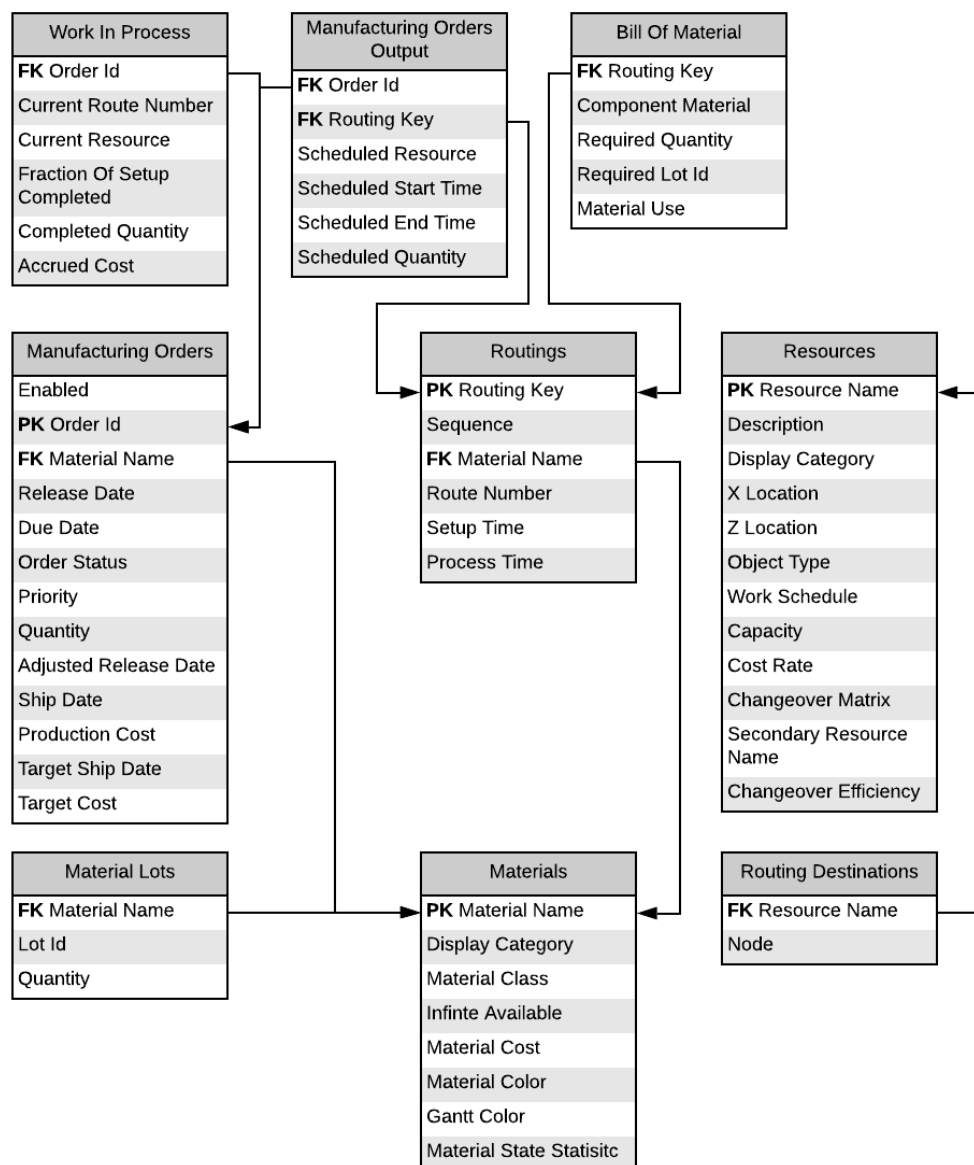 Work In Process
FK Order Id
Current Route Number
Current Resource
Fraction Of Setup
Completed
Completed Quantity
Accrued Cost
Manufacturing Orders
Output
FK Order Id
FK Routing Key
Scheduled Resource
Scheduled Start Time
Scheduled End Time
Scheduled Quantity
Bill Of Material
FK Routing Key
Component Material
Required Quantity
Required Lot Id
Material Use
Manufacturing Orders
Enabled
PK Order Id
FK Material Name
Release Date
Due Date
Order Status
Priority
Quantity
Adjusted Release Date
Ship Date
Production Cost
Target Ship Date
Target Cost
Routings
PK Routing Key
Sequence
FK Material Name
Route Number
Setup Time
Process Time
Resources
PK Resource Name
Description
Display Category
X Location
Z Location
Object Type
Work Schedule
Capacity
Cost Rate
Changeover Matrix
Secondary Resource
Name
Changeover Efficiency
Material Lots
FK Material Name
Lot Id
Quantity
Materials
PK Material Name
Display Category
Material Class
Infinte Available
Material Cost
Material Color
Gantt Color
Material State Statisitc
Routing Destinations
FK Resource Name
Node